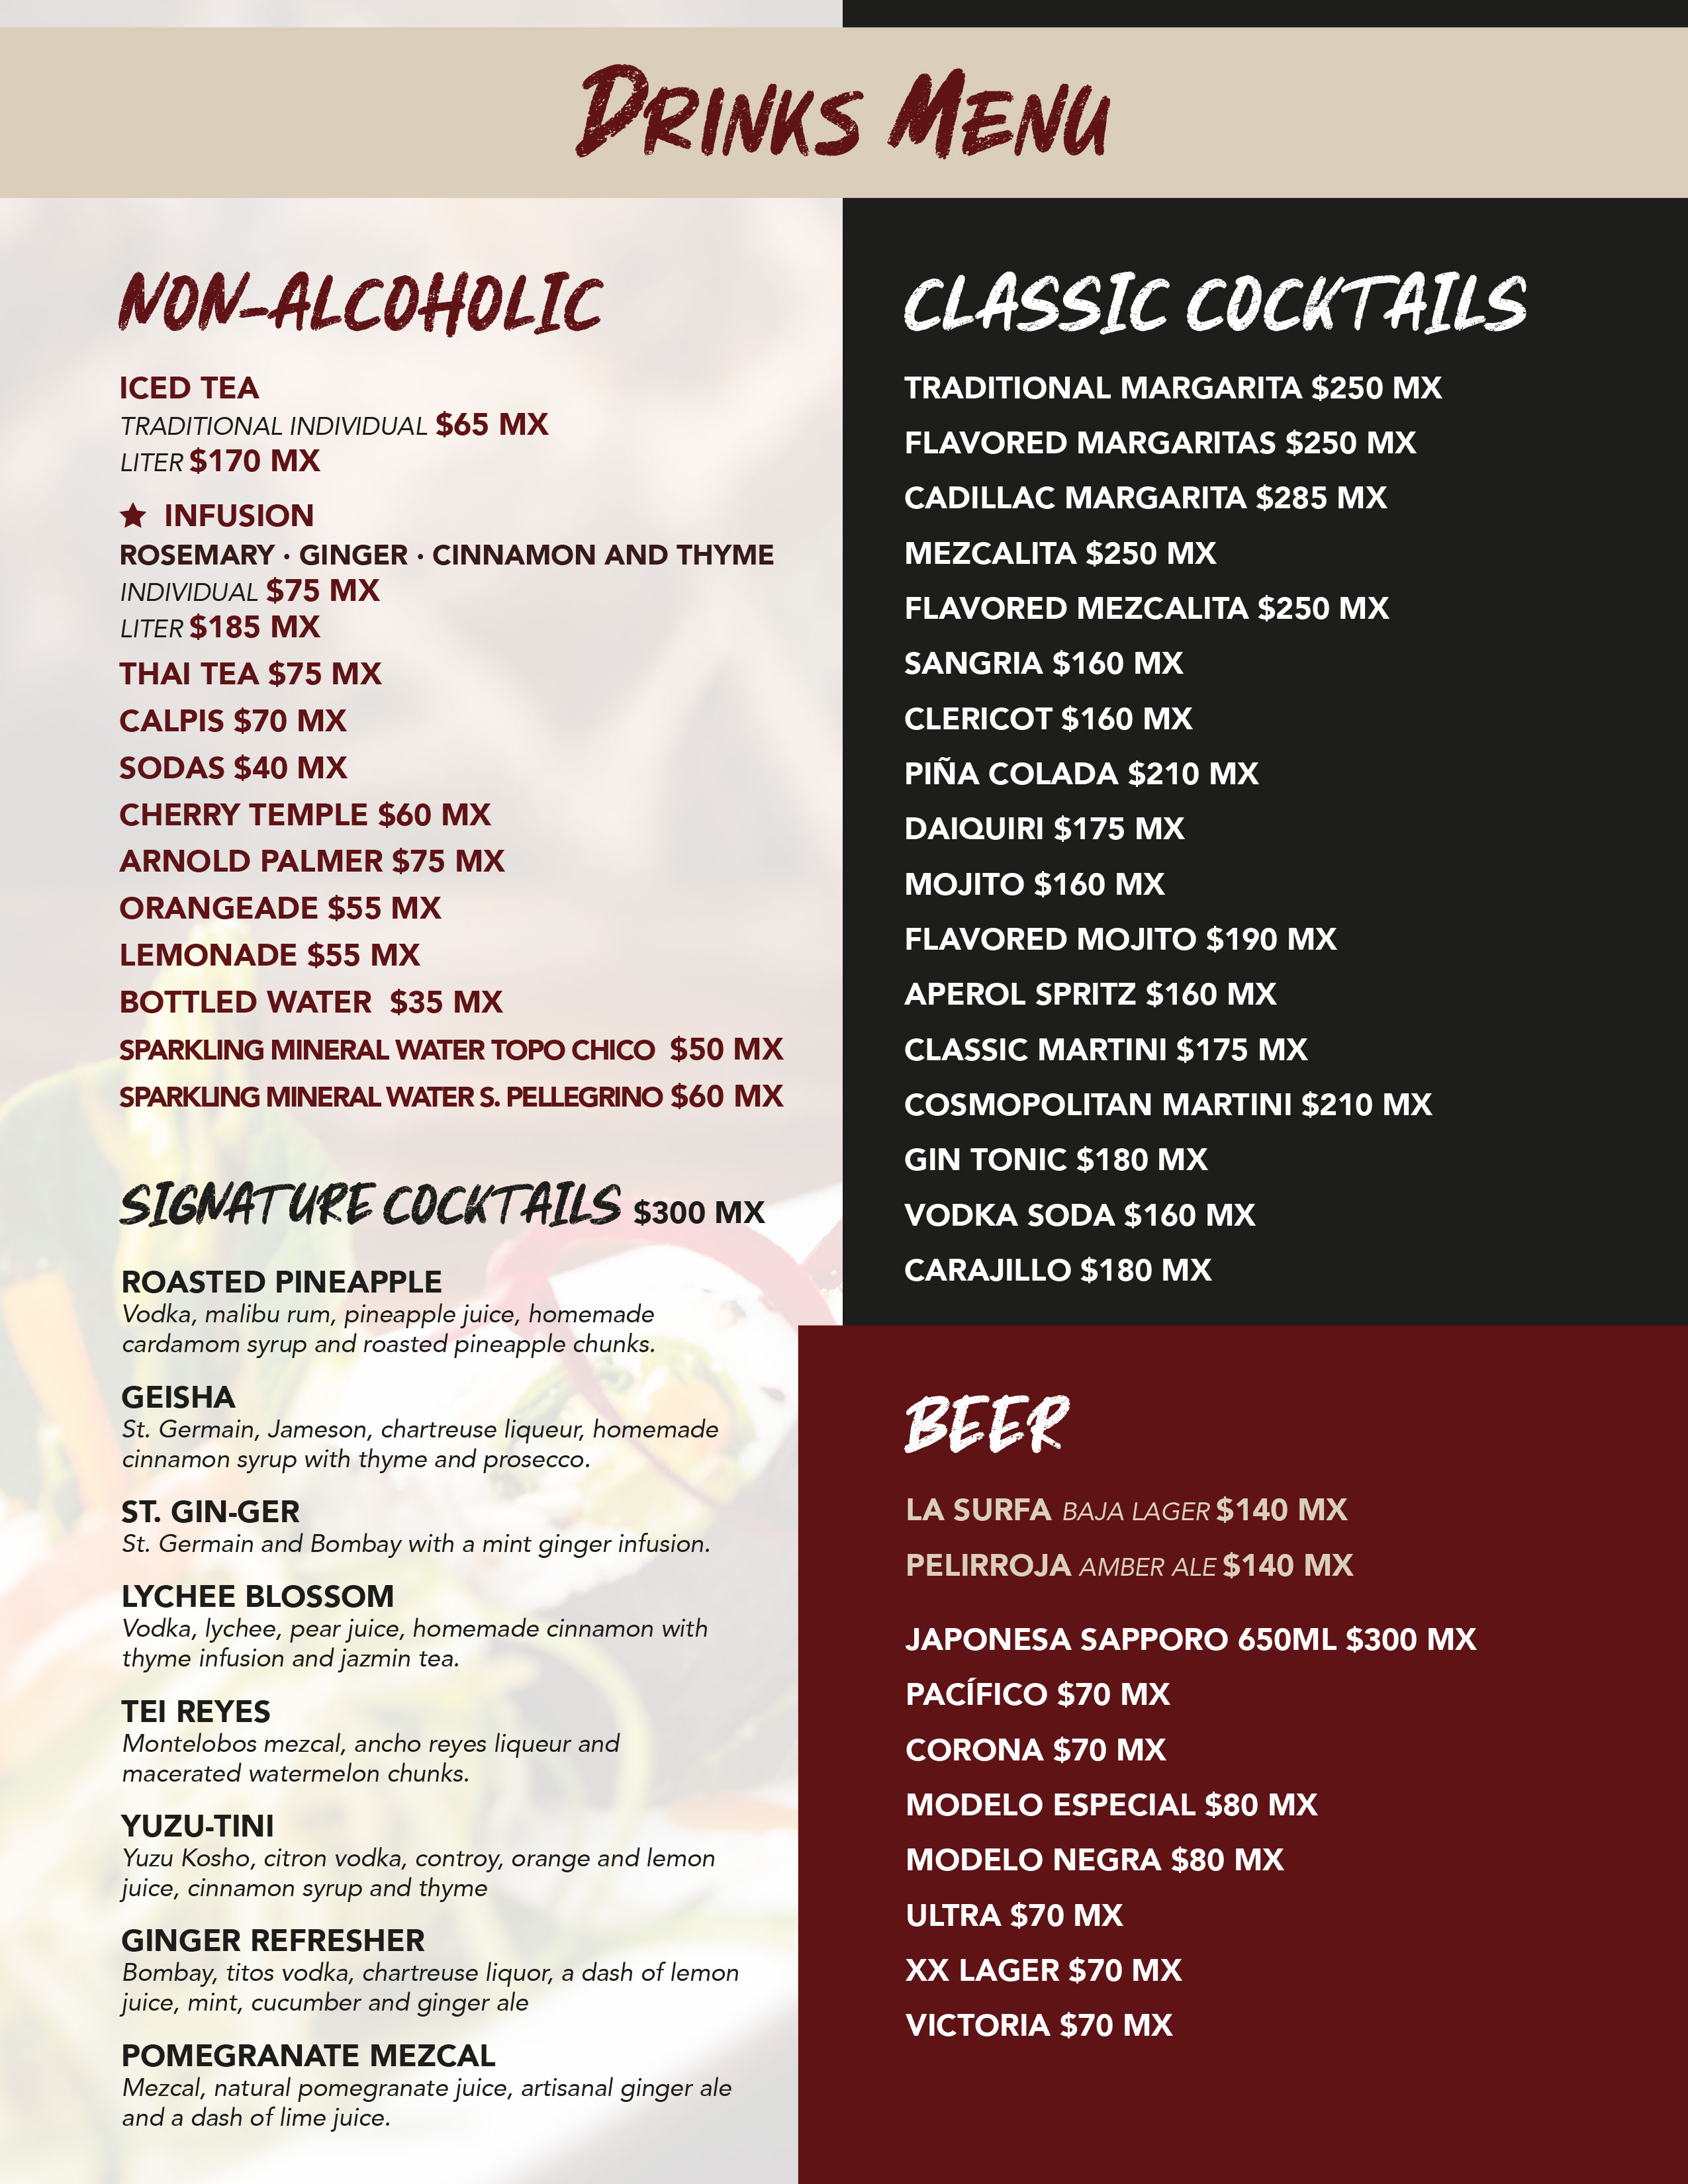 DRINKS MENU
NON-ALCOHOLIC
ICED TEA
TRADITIONAL INDIVIDUAL $65 MX
LITER $170 MX
★ INFUSION
ROSEMARY · GINGER · CINNAMON AND THYME
INDIVIDUAL $75 MX
LITER $185 MX
THAI TEA $75 MX
CALPIS $70 MX
SODAS $40 MX
CHERRY TEMPLE $60 MX
ARNOLD PALMER $75 MX
ORANGEADE $55 MX
LEMONADE $55 MX
BOTTLED WATER $35 MX
SPARKLING MINERAL WATER TOPO CHICO $50 MX
SPARKLING MINERAL WATER S. PELLEGRINO $60 MX
SIGNATURE COCKTAILS $300 MX
ROASTED PINEAPPLE
Vodka, malibu rum, pineapple juice, homemade
cardamom syrup and roasted pineapple chunks.
GEISHA
St. Germain, Jameson, chartreuse liqueur, homemade
cinnamon syrup with thyme and prosecco.
ST. GIN-GER
St. Germain and Bombay with a mint ginger infusion.
LYCHEE BLOSSOM
Vodka, lychee, pear juice, homemade cinnamon with
thyme infusion and jazmin tea.
TEI REYES
Montelobos mezcal, ancho reyes liqueur and
macerated watermelon chunks.
YUZU-TINI
Yuzu Kosho, citron vodka, controy, orange and lemon
juice, cinnamon syrup and thyme
GINGER REFRESHER
Bombay, titos vodka, chartreuse liquor, a dash of lemon
juice, mint, cucumber and ginger ale
POMEGRANATE MEZCAL
Mezcal, natural pomegranate juice, artisanal ginger ale
and a dash of lime juice.
CLASSIC COCKTAILS
TRADITIONAL MARGARITA $250 MX
FLAVORED MARGARITAS $250 MX
CADILLAC MARGARITA $285 MX
MEZCALITA $250 MX
FLAVORED MEZCALITA $250 MX
SANGRIA $160 MX
CLERICOT $160 MX
PIÑA COLADA $210 MX
DAIQUIRI $175 MX
MOJITO $160 MX
FLAVORED MOJITO $190 MX
APEROL SPRITZ $160 MX
CLASSIC MARTINI $175 MX
COSMOPOLITAN MARTINI $210 MX
GIN TONIC $180 MX
VODKA SODA $160 MX
CARAJILLO $180 MX
BEER
LA SURFA BAJA LAGER $140 MX
PELIRROJA AMBER ALE $140 MX
JAPONESA SAPPORO 650ML $300 MX
PACÍFICO $70 MX
CORONA $70 MX
MODELO ESPECIAL $80 MX
MODELO NEGRA $80 MX
ULTRA $70 MX
XX LAGER $70 MX
VICTORIA $70 MX